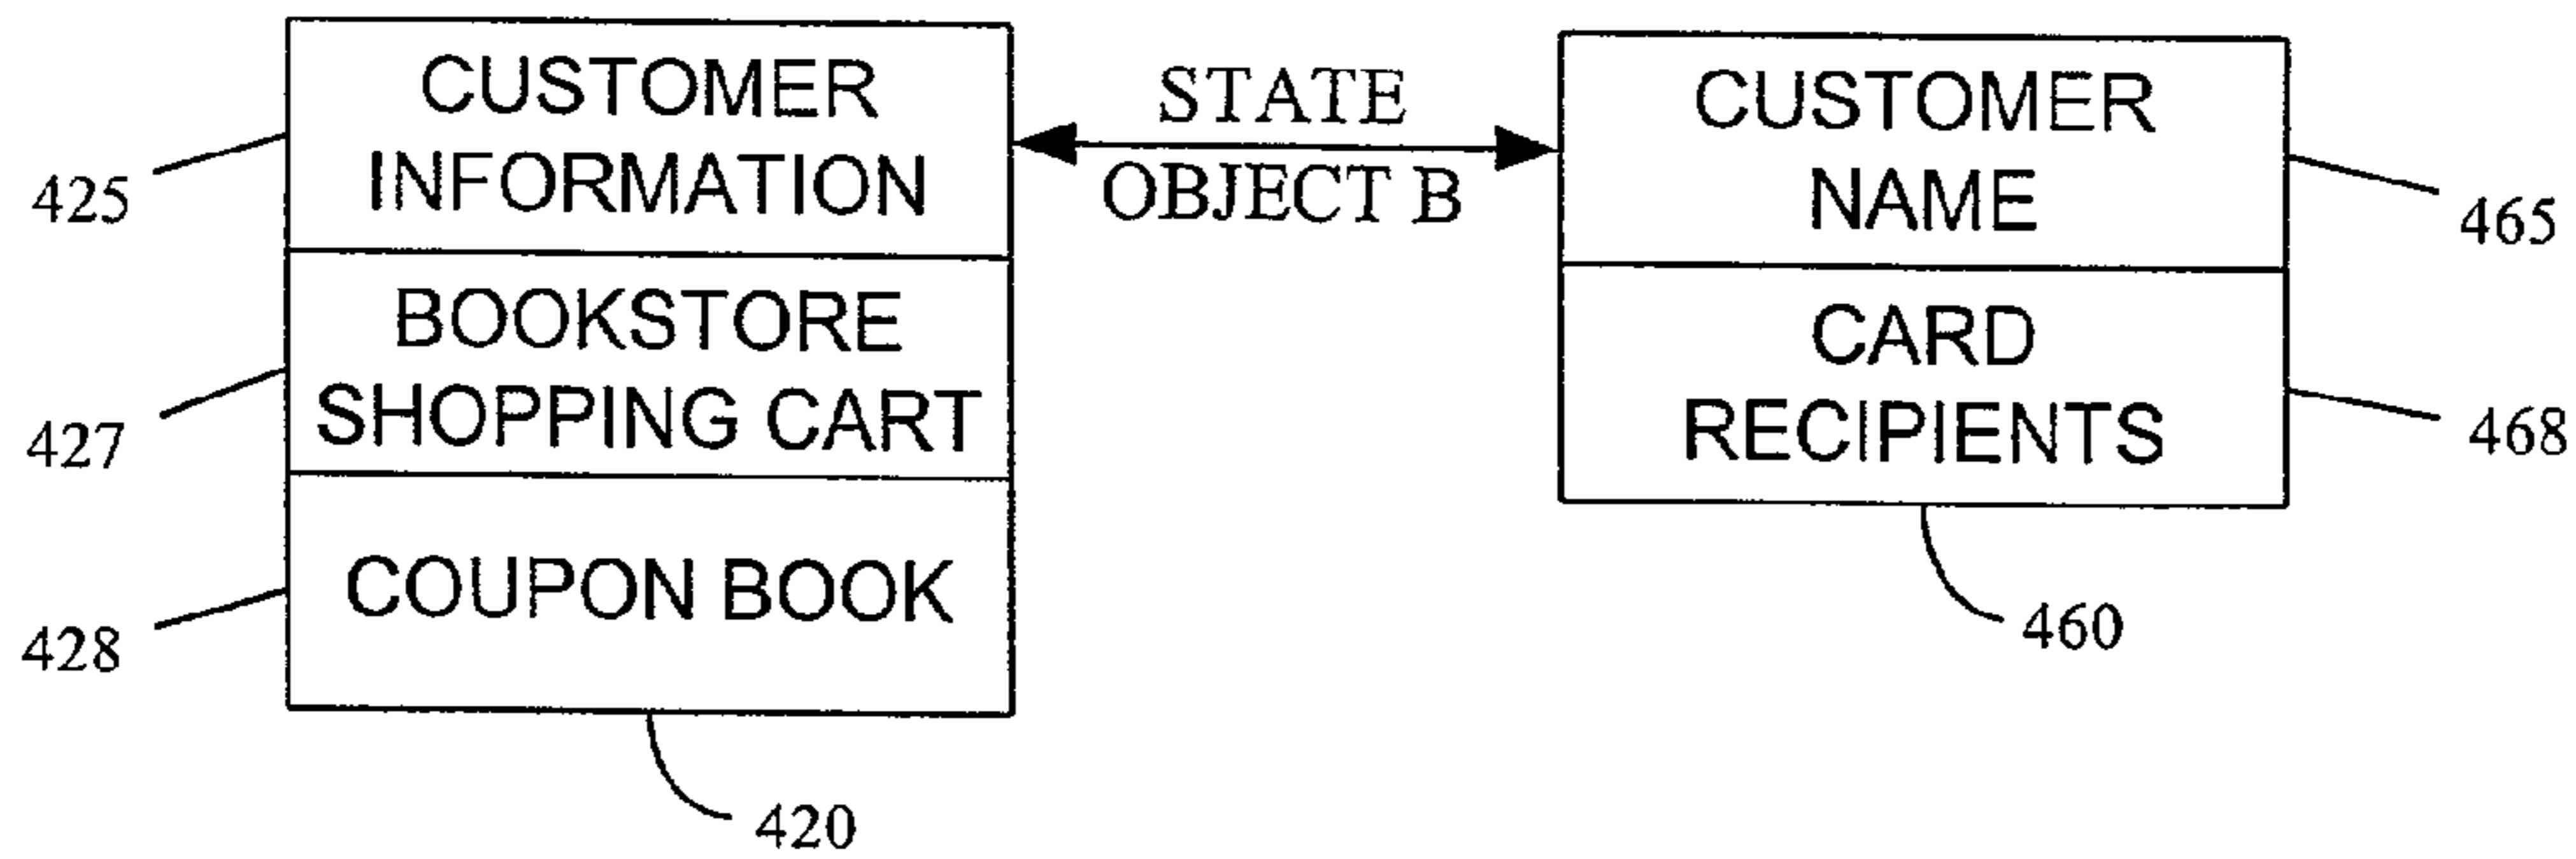 CUSTOMER
INFORMATION
425
BOOKSTORE
SHOPPING CART
427
COUPON BOOK
428
420
STATE
OBJECT B
CUSTOMER
NAME
465
CARD
RECIPIENTS
468
460